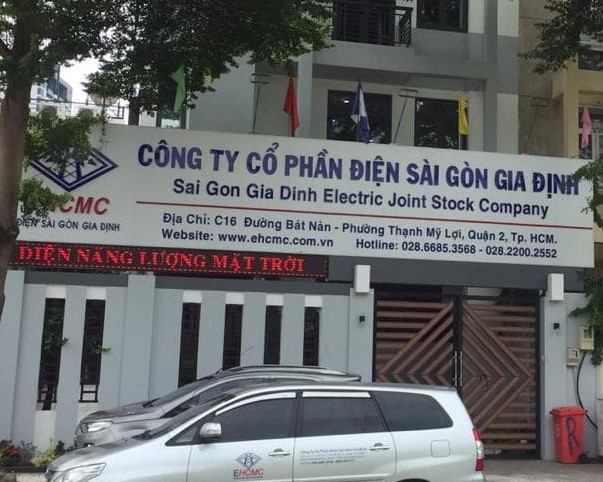 CÔNG TY CỔ PHẦN ĐIỆN SÀI GÒN GIA ĐỊNH
Sai Gon Gia Dinh Electric Joint Stock Company
EHCMC
ĐIỆN SÀI GÒN GIA ĐỊNH
Địa Chỉ: C16 Đường Bát Nàn - Phường Thạnh Mỹ Lợi, Quận 2, Tp. HCM.
Website: www.ehcmc.com.vn Hotline: 028.6685.3568 - 028.2200.2552
ĐIỆN NĂNG LƯỢNG MẶT TRỜI
EHCMC
R